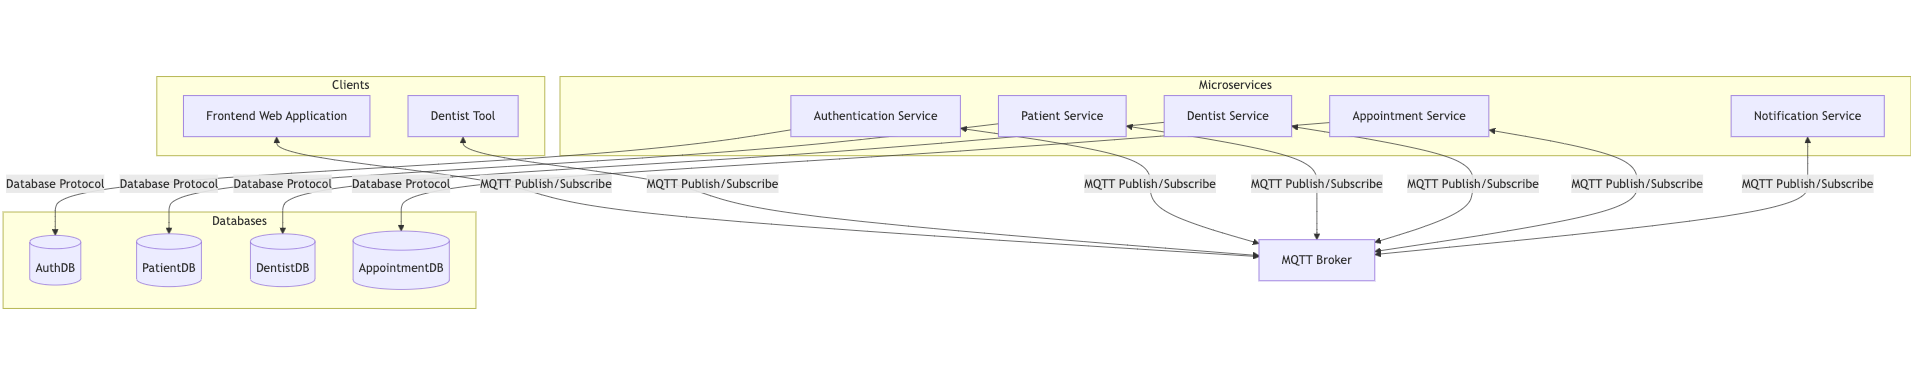 Clients
Microservices
Frontend Web Application
Dentist Tool
Authentication Service
Patient Service
Dentist Service
Appointment Service
Notification Service
Database Protocol
Database Protocol
Database Protocol
Database Protocol
MQTT Publish/Subscribe
MQTT Publish/Subscribe
MQTT Publish/Subscribe
MQTT Publish/Subscribe
MQTT Publish/Subscribe
MQTT Publish/Subscribe
MQTT Publish/Subscribe
Databases
AuthDB
PatientDB
DentistDB
AppointmentDB
MQTT Broker